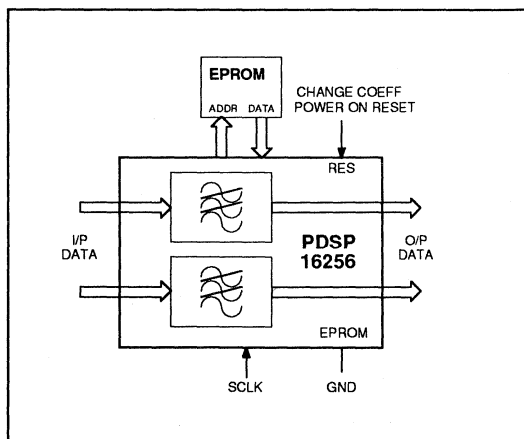 EPROM
ADDR DATA
CHANGE COEFF
POWER ON RESET
RES
I/P
DATA
PDSP
16256
O/P
DATA
EPROM
SCLK
GND